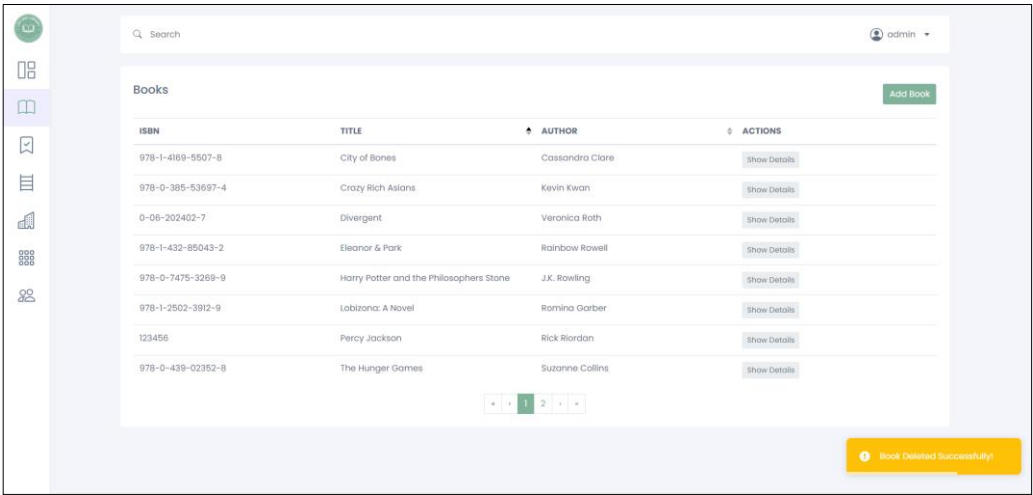 Search
admin
Books
Add Book
ISBN TITLE AUTHOR ACTIONS
978-1-4169-5507-8 City of Bones Cassandra Clare Show Details
978-0-385-53697-4 Crazy Rich Asians Kevin Kwan Show Details
0-06-202402-7 Divergent Veronica Roth Show Details
978-1-432-85043-2 Eleanor & Park Rainbow Rowell Show Details
978-0-7475-3269-9 Harry Potter and the Philosophers Stone J.K. Rowling Show Details
978-1-2502-3912-9 Lobizona: A Novel Romina Garber Show Details
123456 Percy Jackson Rick Riordan Show Details
978-0-439-02352-8 The Hunger Games Suzanne Collins Show Details
« ‹ 1 2 › »
Book Deleted Successfully!